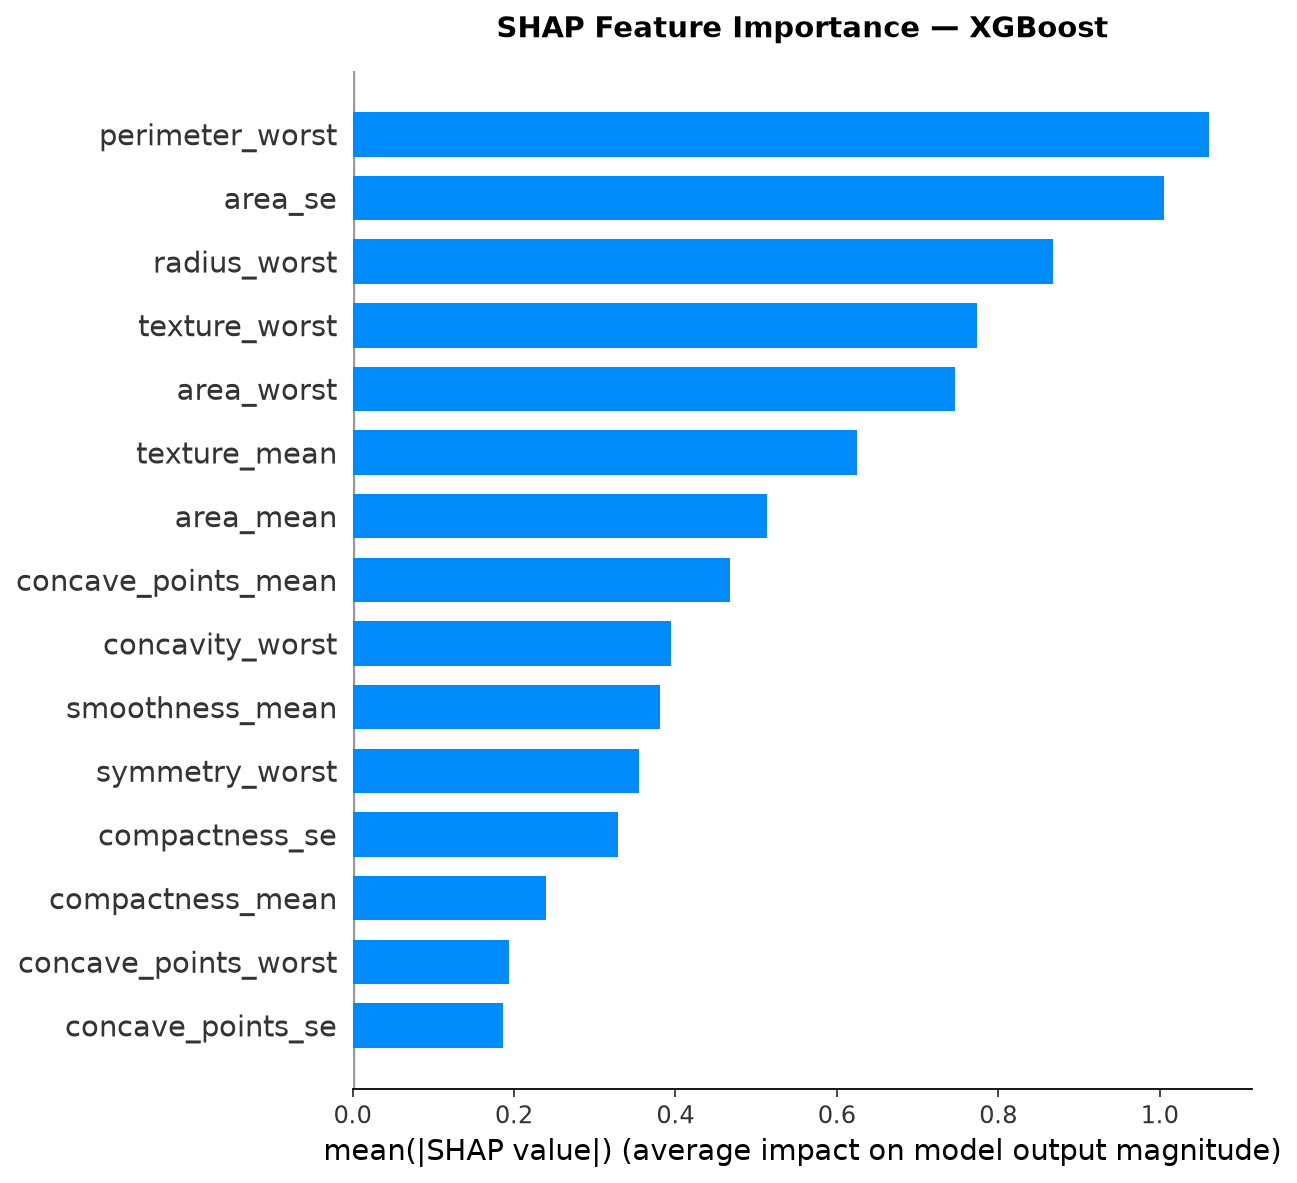 SHAP Feature Importance — XGBoost
perimeter_worst
area_se
radius_worst
texture_worst
area_worst
texture_mean
area_mean
concave_points_mean
concavity_worst
smoothness_mean
symmetry_worst
compactness_se
compactness_mean
concave_points_worst
concave_points_se
0.0 0.2 0.4 0.6 0.8 1.0
mean(|SHAP value|) (average impact on model output magnitude)